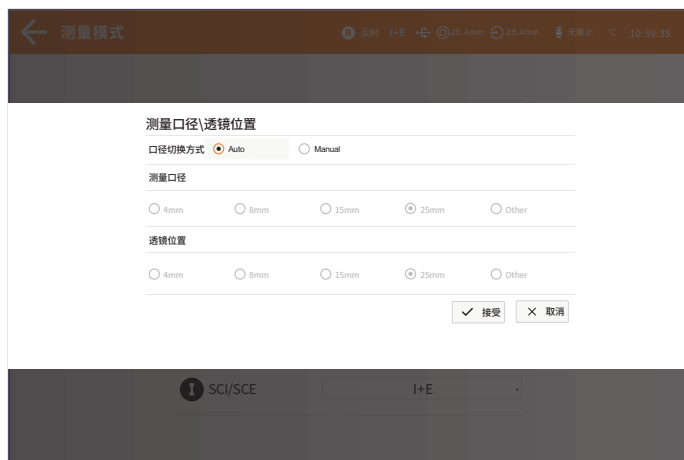 测量模式 反射 I+E 25.4mm 25.4mm 无截止 ℃ 10:39:35
测量口径\透镜位置
口径切换方式 Auto Manual
测量口径
4mm 8mm 15mm 25mm Other
透镜位置
4mm 8mm 15mm 25mm Other
接受 取消
I SCI/SCE I+E